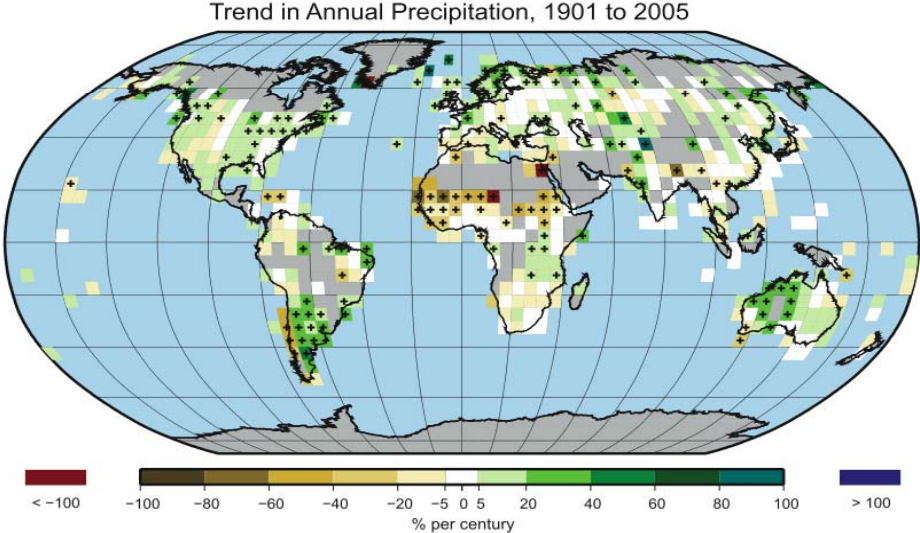 Trend in Annual Precipitation, 1901 to 2005
< −100
−100 −80 −60 −40 −20 −5 0 5 20 40 60 80 100
> 100
% per century